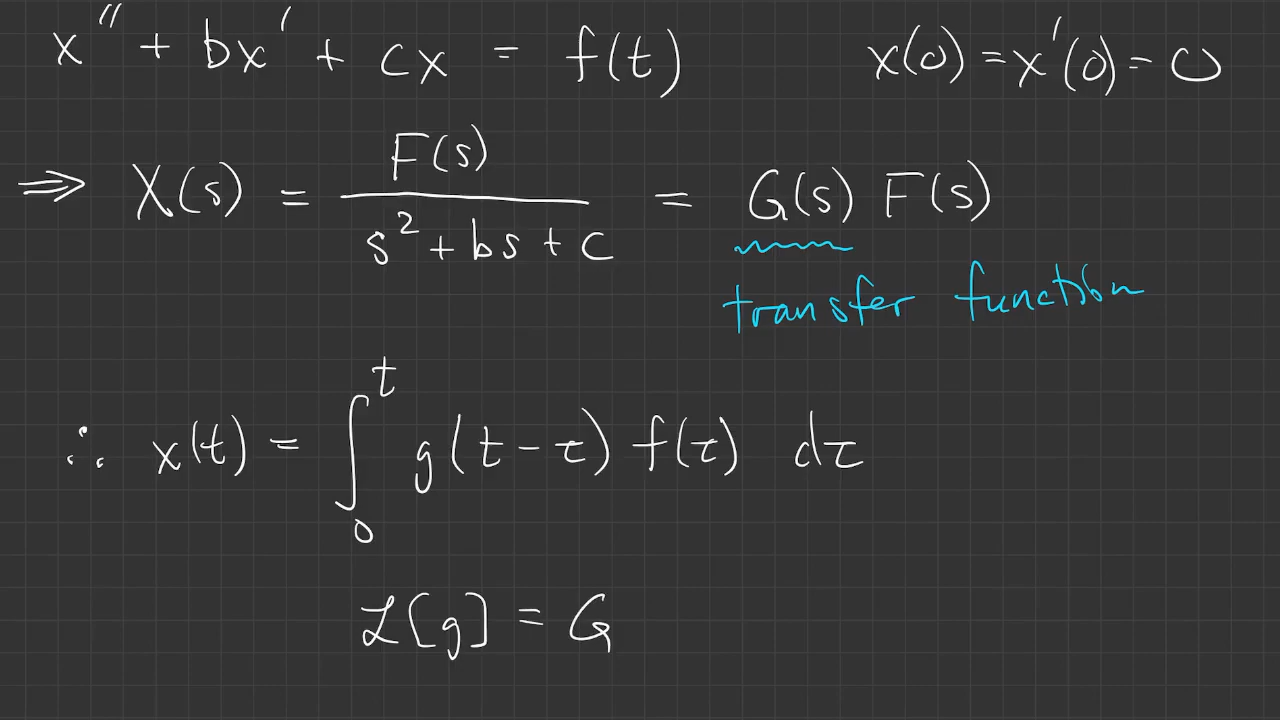 x'' + bx' + cx = f(t) x(0) = x'(0) = 0
⇒ X(s) = F(s) / (s² + bs + c) = G(s) F(s)
transfer function
∴ x(t) = ∫₀ᵗ g(t - τ) f(τ) dτ
ℒ[g] = G